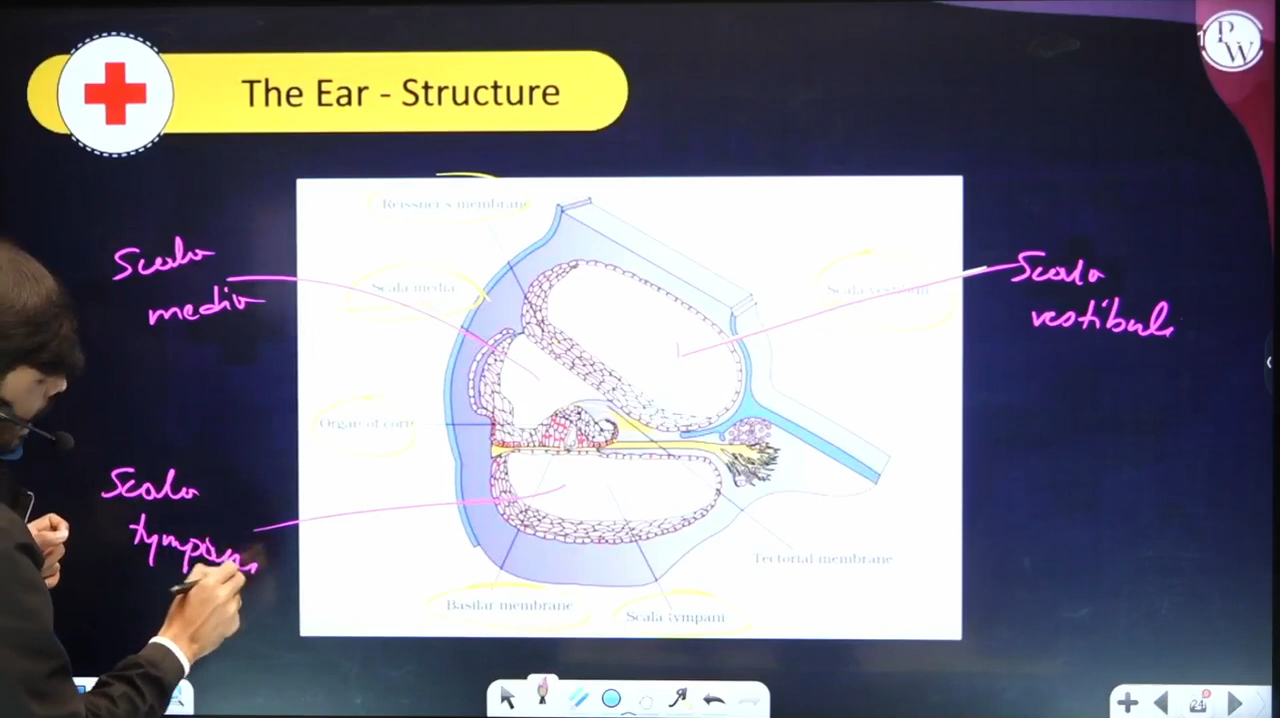 The Ear - Structure
PW
Reissner's membrane
Scala
media
Scala media
Scala vestibuli
Scala
vestibuli
Organ of corti
Scala
tympani
Tectorial membrane
Basilar membrane
Scala tympani
24